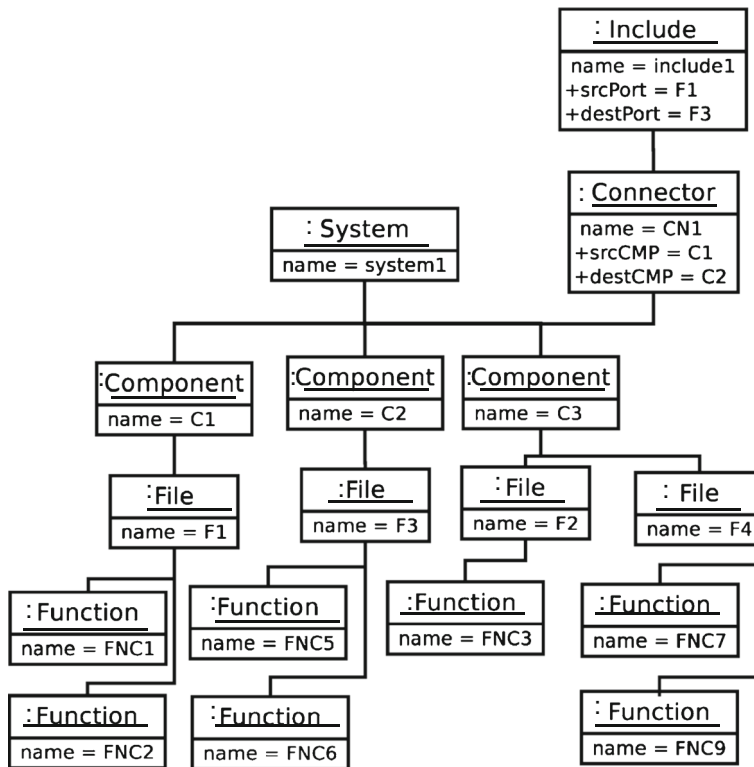 : Include
name = include1
+srcPort = F1
+destPort = F3
: Connector
name = CN1
+srcCMP = C1
+destCMP = C2
: System
name = system1
:Component
name = C1
:Component
name = C2
:Component
name = C3
:File
name = F1
:File
name = F3
:File
name = F2
: File
name = F4
:Function
name = FNC1
:Function
name = FNC5
:Function
name = FNC3
:Function
name = FNC7
:Function
name = FNC2
:Function
name = FNC6
: Function
name = FNC9